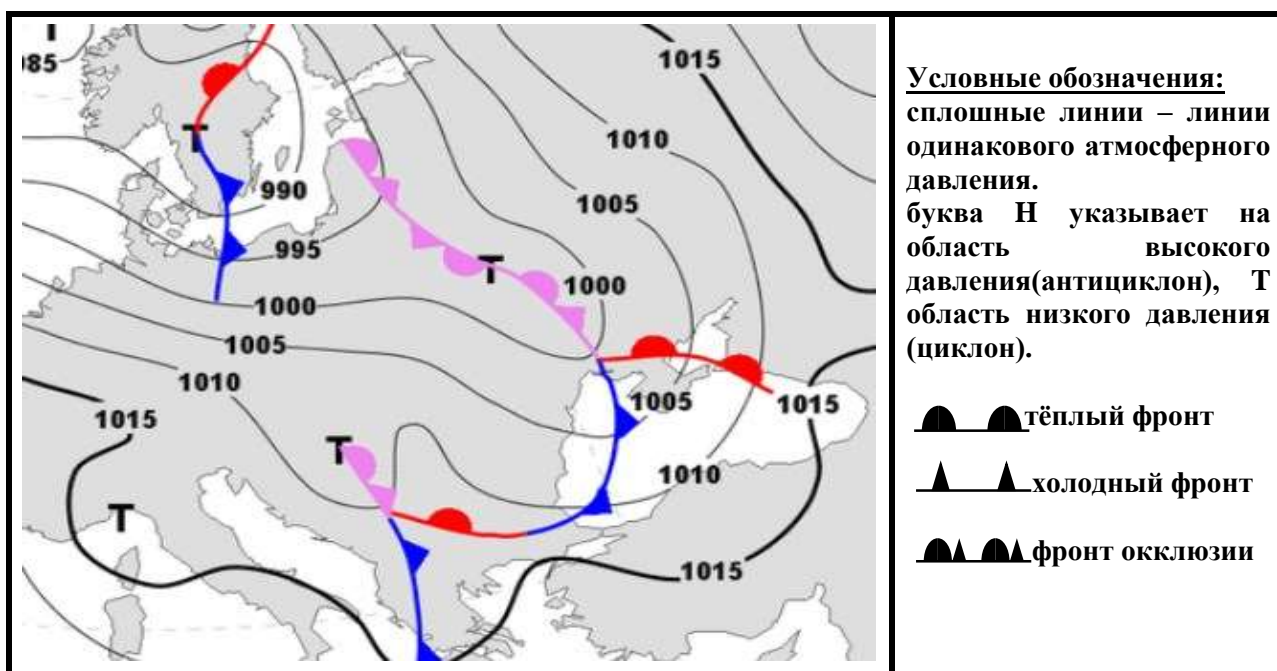 T
985
1015
1010
T
990
1005
995
T
1000
1000
1005
1010
1015
1005
1015
T
1010
T
1015
Условные обозначения:
сплошные линии – линии
одинакового атмосферного
давления.
буква Н указывает на
область высокого
давления(антициклон), Т
область низкого давления
(циклон).
тёплый фронт
холодный фронт
фронт окклюзии